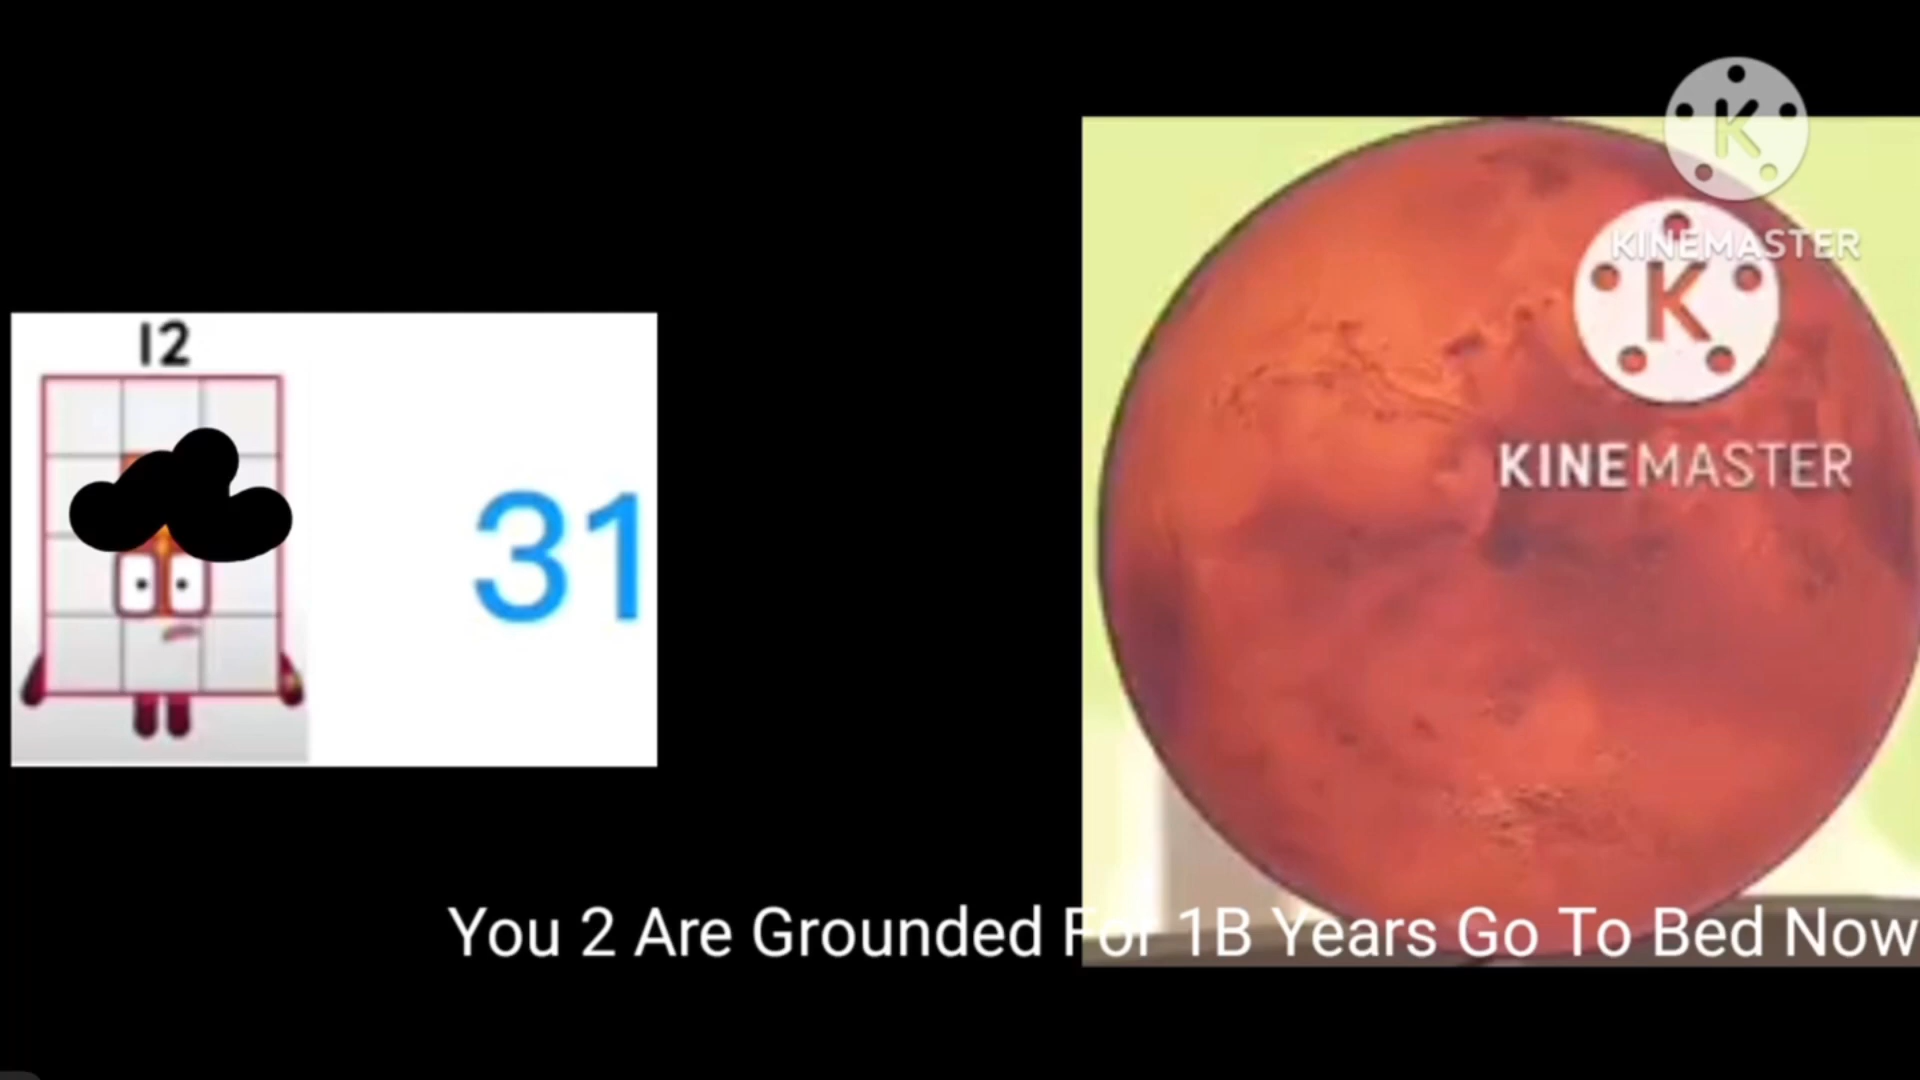 12
31
K
KINEMASTER
K
KINEMASTER
You 2 Are Grounded For 1B Years Go To Bed Now